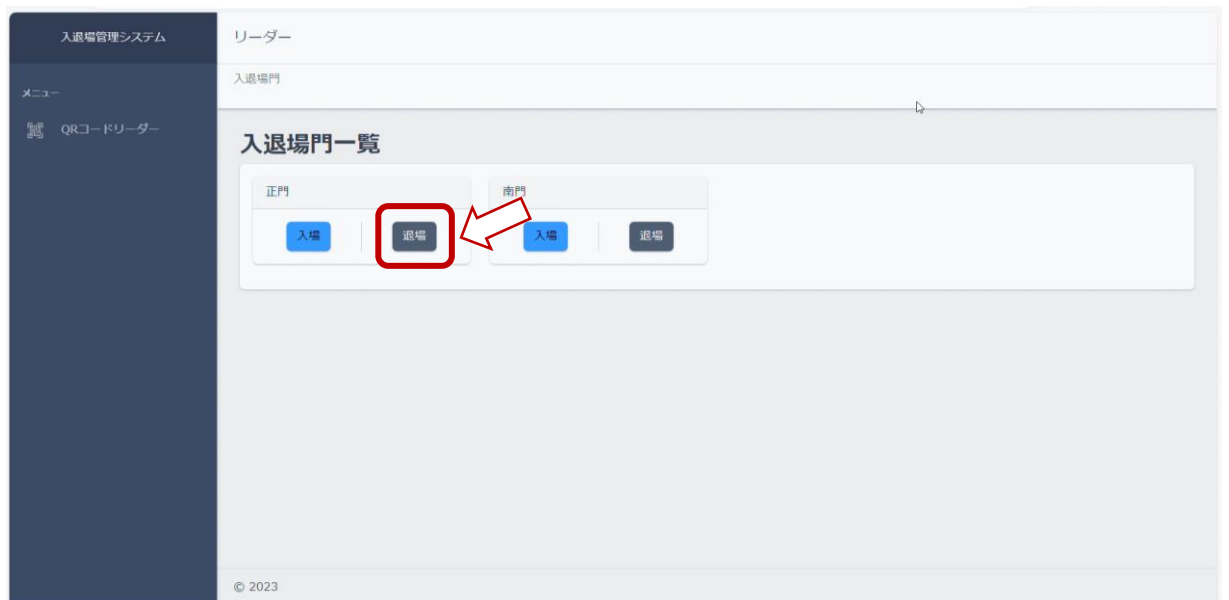 入退場管理システム
リーダー
メニュー
入退場門
QRコードリーダー
入退場門一覧
正門
南門
入場
退場
入場
退場
© 2023